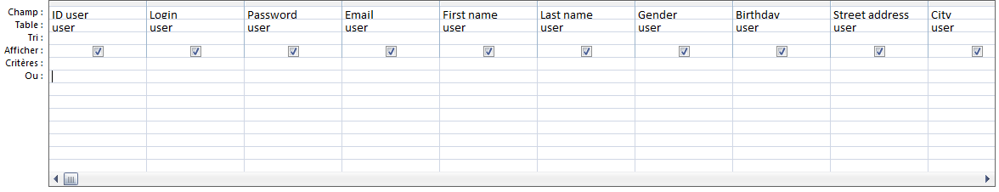 Champ : ID user Login Password Email First name Last name Gender Birthday Street address City
Table : user user user user user user user user user user
Tri :
Afficher :
Critères :
Ou :